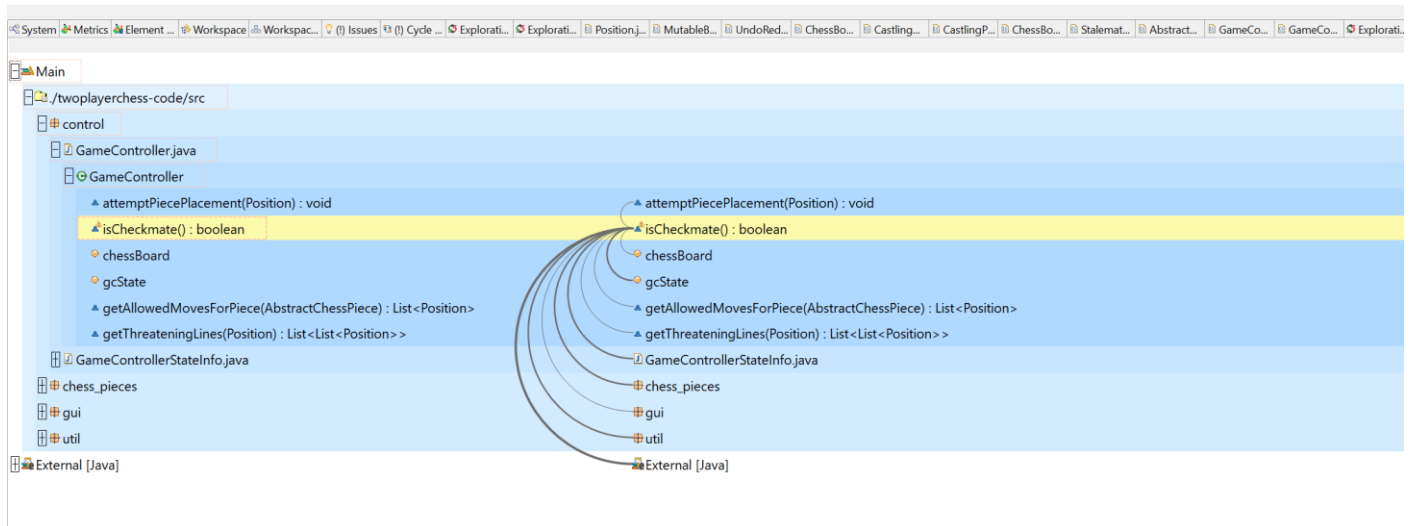 System Metrics Element ... Workspace Workspac... (!) Issues (!) Cycle ... Explorati... Explorati... Position.j... MutableB... UndoRed... ChessBo... Castling... CastlingP... ChessBo... Stalemat... Abstract... GameCo... GameCo... Explorati...
Main
./twoplayerchess-code/src
control
GameController.java
GameController
attemptPiecePlacement(Position) : void attemptPiecePlacement(Position) : void
isCheckmate() : boolean isCheckmate() : boolean
chessBoard chessBoard
gcState gcState
getAllowedMovesForPiece(AbstractChessPiece) : List<Position> getAllowedMovesForPiece(AbstractChessPiece) : List<Position>
getThreateningLines(Position) : List<List<Position>> getThreateningLines(Position) : List<List<Position>>
GameControllerStateInfo.java GameControllerStateInfo.java
chess_pieces chess_pieces
gui gui
util util
External [Java] External [Java]